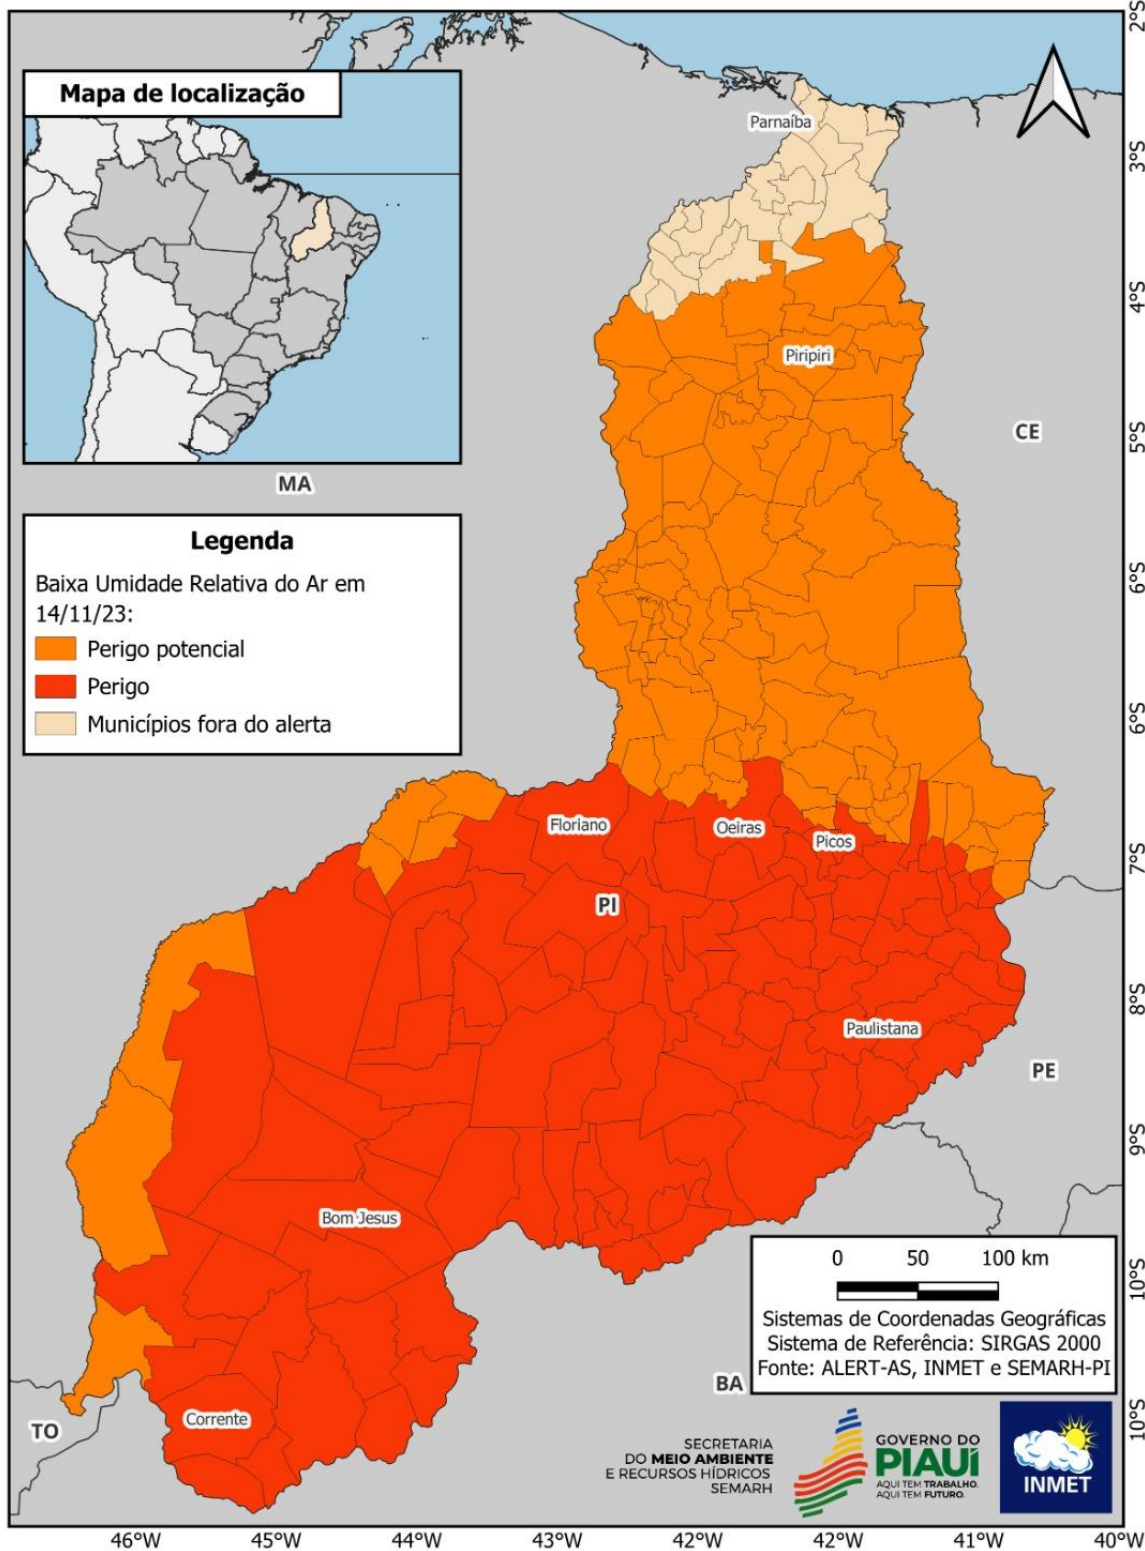 Mapa de localização
Parnaíba
Piripiri
CE
MA
Legenda
Baixa Umidade Relativa do Ar em
14/11/23:
Perigo potencial
Perigo
Municípios fora do alerta
Floriano
Oeiras
Picos
PI
Paulistana
PE
Bom Jesus
0 50 100 km
Sistemas de Coordenadas Geográficas
Sistema de Referência: SIRGAS 2000
Fonte: ALERT-AS, INMET e SEMARH-PI
BA
Corrente
TO
SECRETARIA
DO MEIO AMBIENTE
E RECURSOS HÍDRICOS
SEMARH
GOVERNO DO
PIAUÍ
AQUI TEM TRABALHO.
AQUI TEM FUTURO.
INMET
2°S
3°S
4°S
5°S
6°S
6°S
7°S
8°S
9°S
10°S
10°S
46°W 45°W 44°W 43°W 42°W 42°W 41°W 40°W